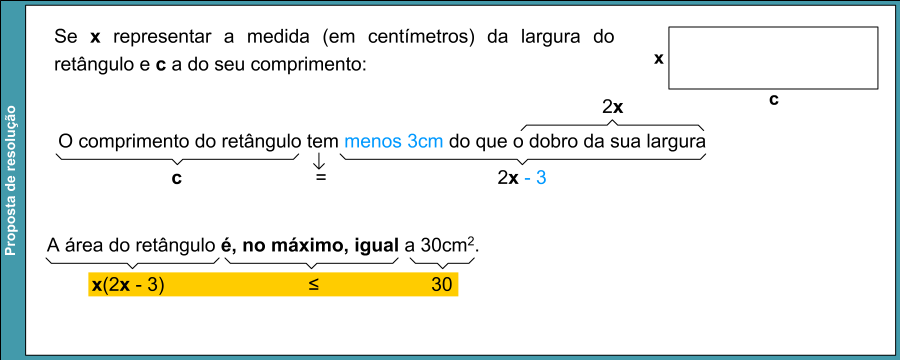 Proposta de resolução
Se x representar a medida (em centímetros) da largura do
retângulo e c a do seu comprimento:
x
c
2x
O comprimento do retângulo tem menos 3cm do que o dobro da sua largura
c = 2x - 3
A área do retângulo é, no máximo, igual a 30cm².
x(2x - 3) ≤ 30